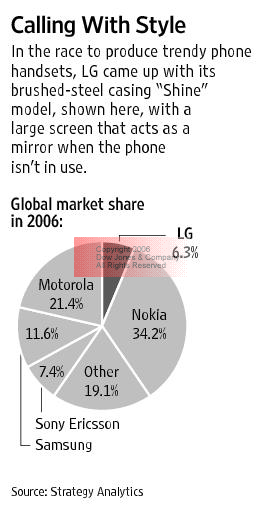 Calling With Style
In the race to produce trendy phone
handsets, LG came up with its
brushed-steel casing “Shine”
model, shown here, with a
large screen that acts as a
mirror when the phone
isn’t in use.
Global market share
in 2006:
LG
6.3%
Copyright 2006
Dow Jones & Company
All Rights Reserved
Motorola
21.4%
Nokia
34.2%
11.6%
7.4%
Other
19.1%
Sony Ericsson
Samsung
Source: Strategy Analytics